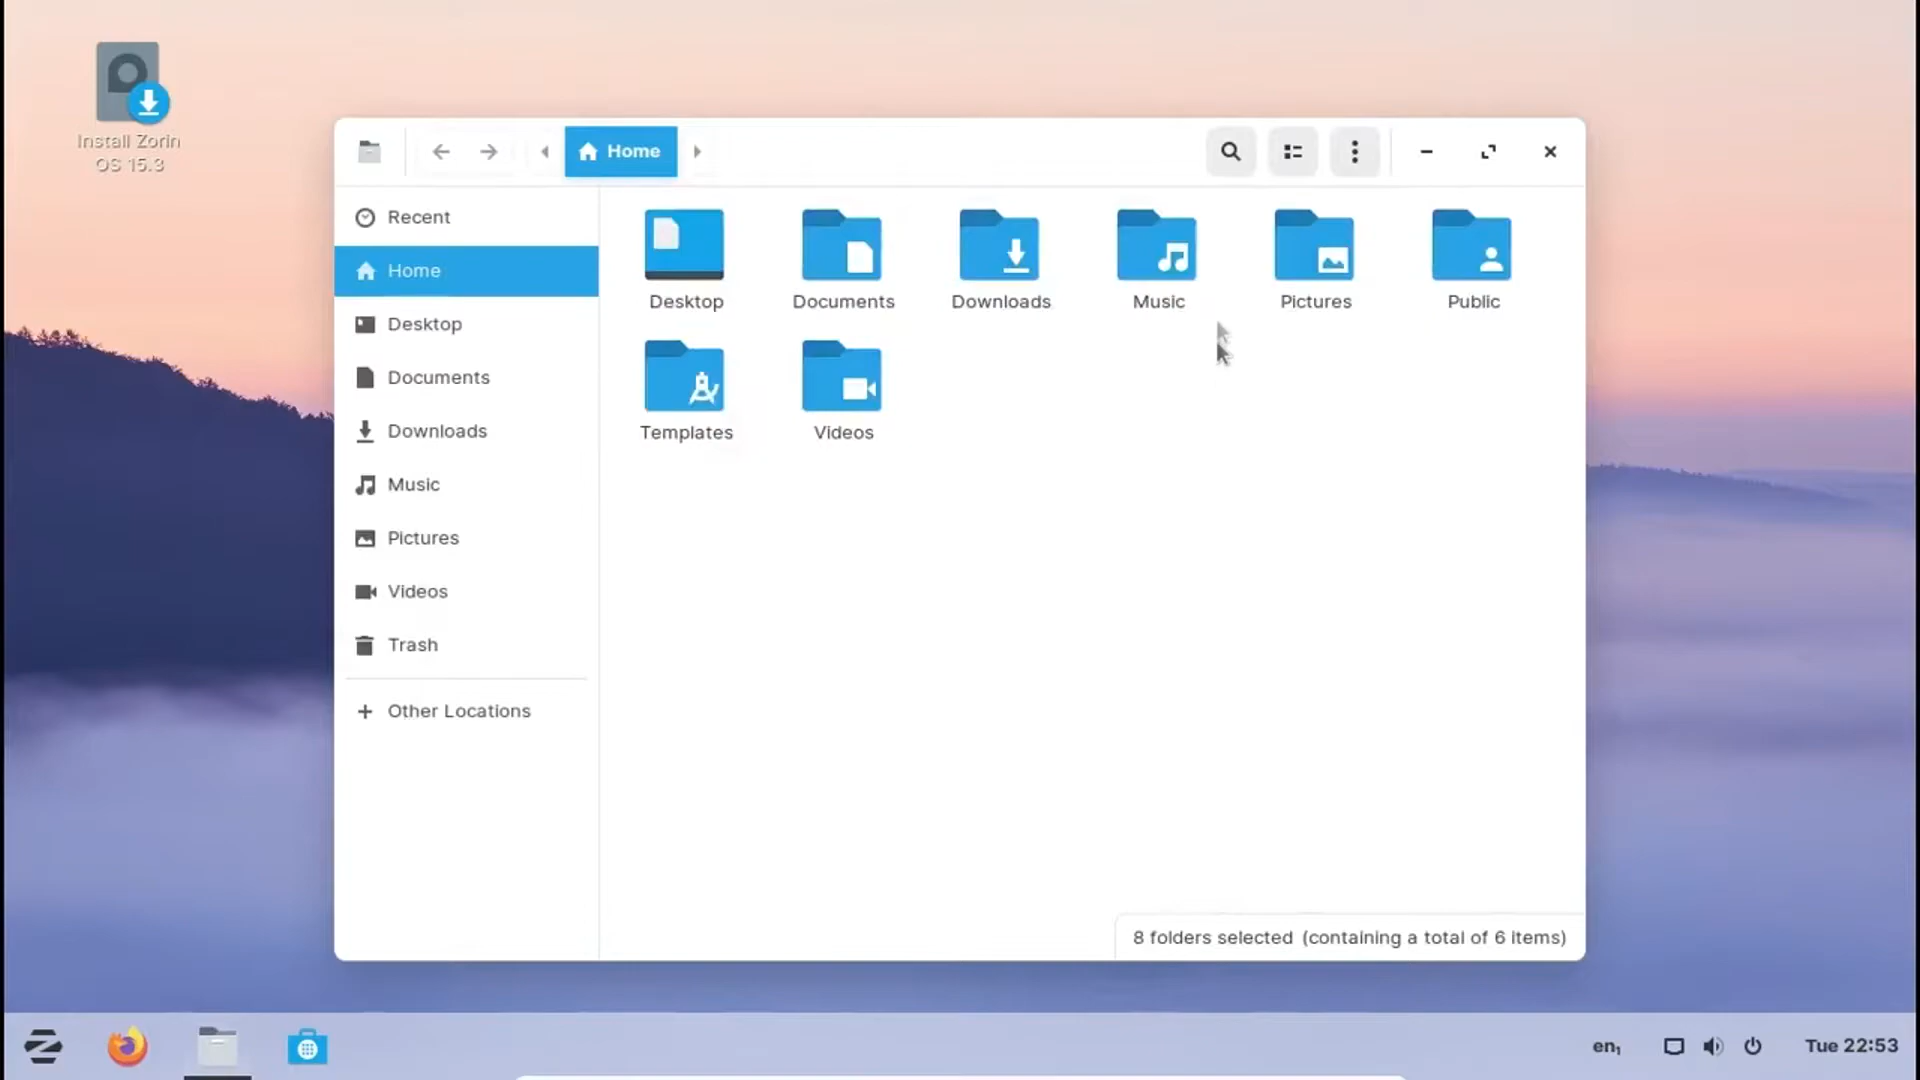 Install Zorin
OS 15.3
Home
Recent
Home
Desktop
Documents
Downloads
Music
Pictures
Videos
Trash
Other Locations
Desktop
Documents
Downloads
Music
Pictures
Public
Templates
Videos
8 folders selected (containing a total of 6 items)
en₁
Tue 22:53